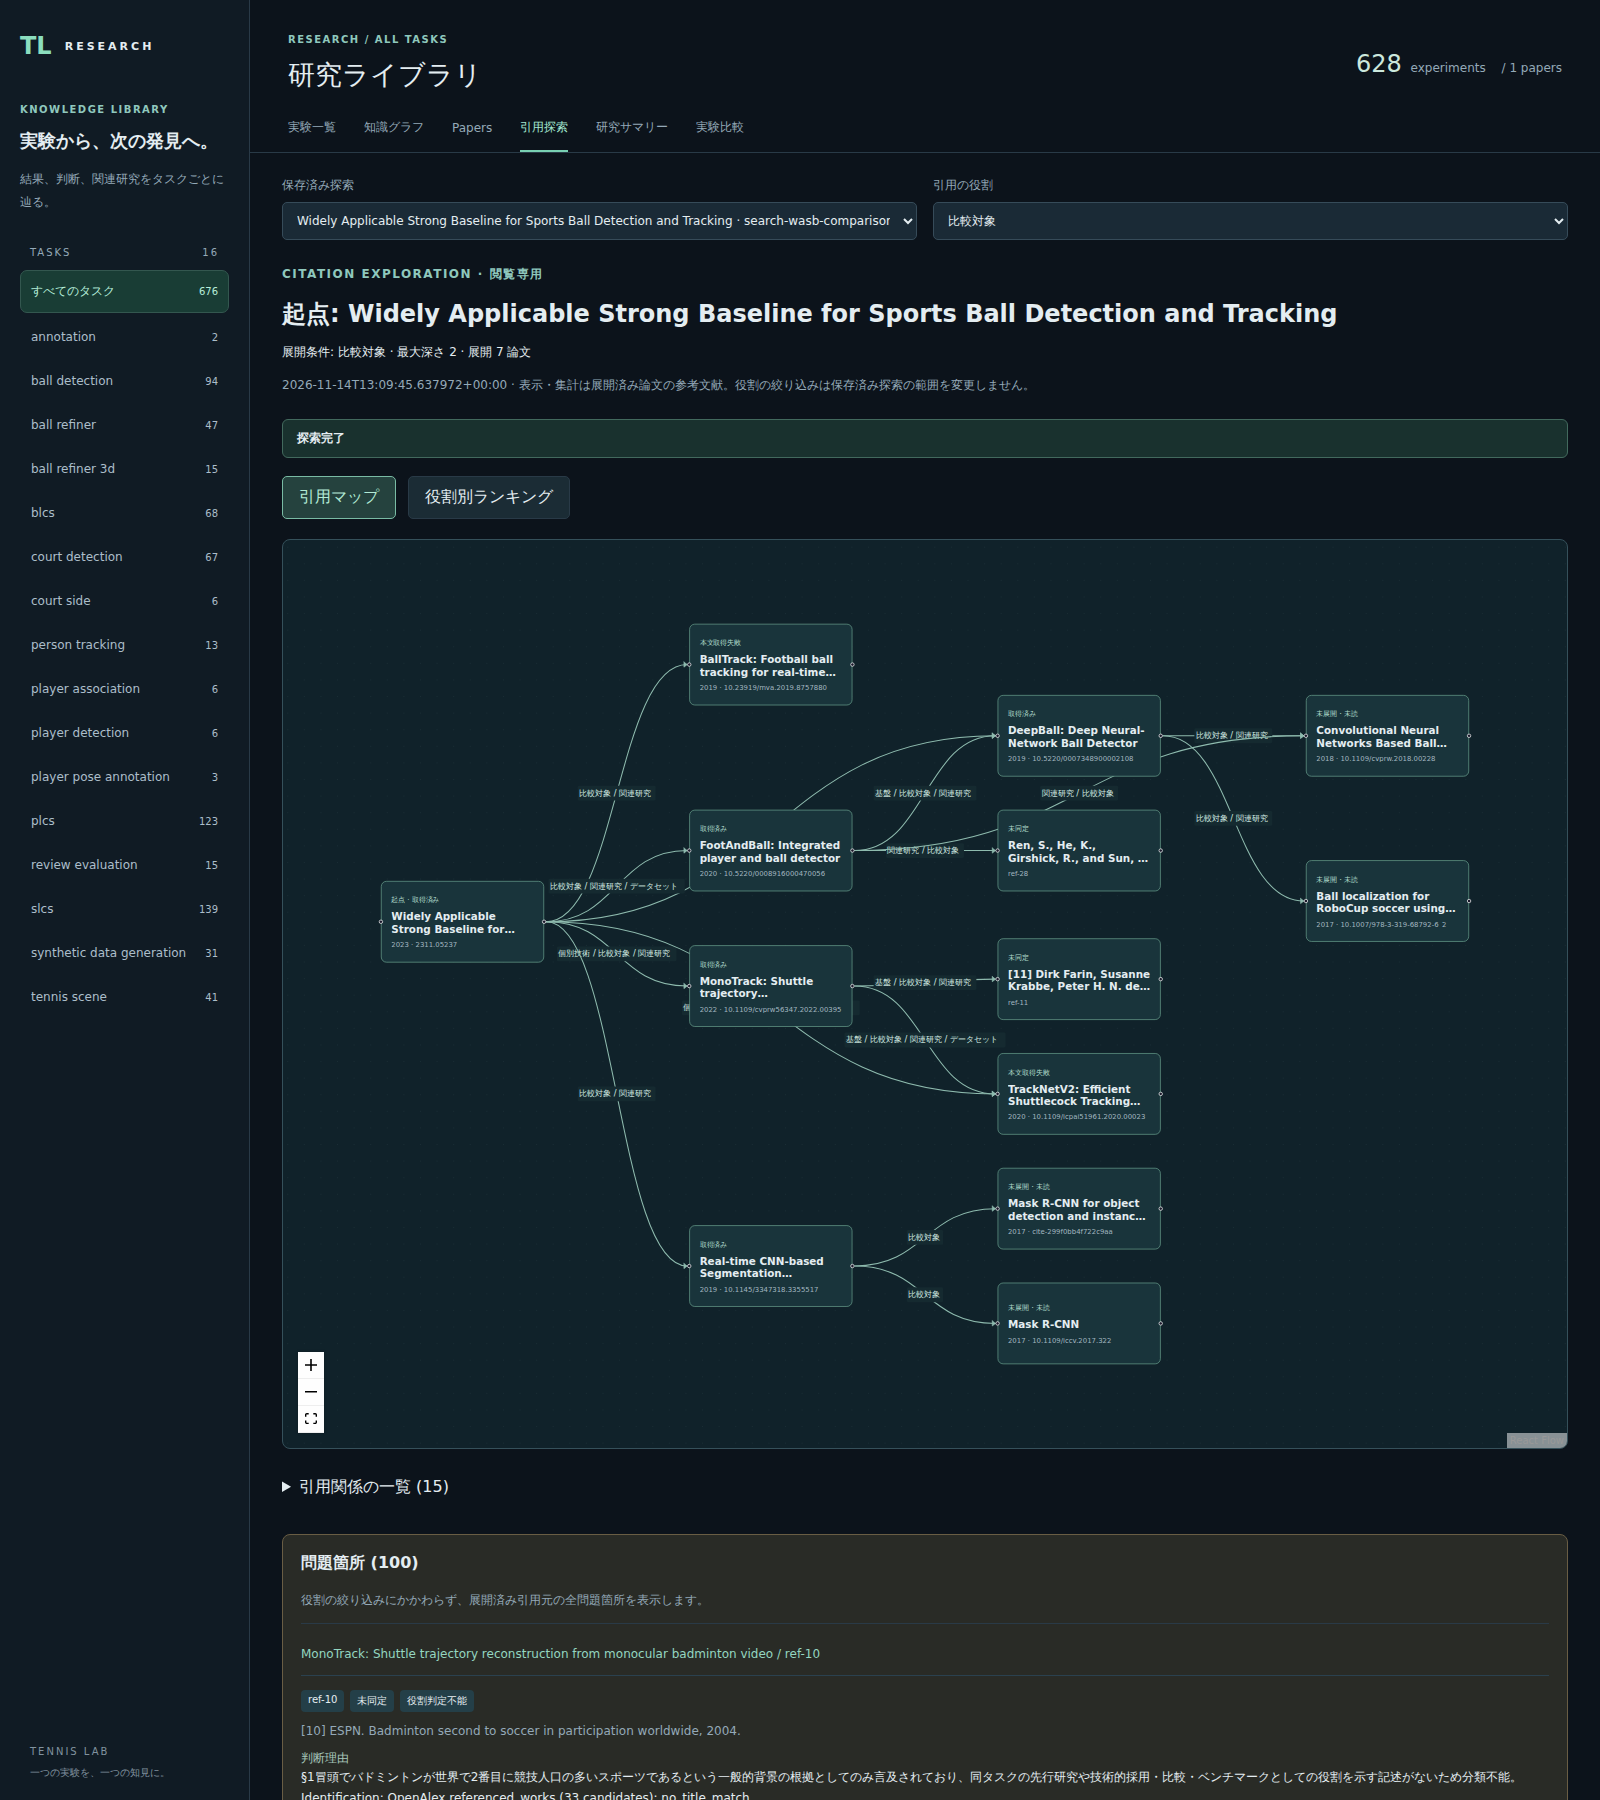 TL RESEARCH
KNOWLEDGE LIBRARY
実験から、次の発見へ。
結果、判断、関連研究をタスクごとに
辿る。
TASKS 16
すべてのタスク 676
annotation 2
ball detection 94
ball refiner 47
ball refiner 3d 15
blcs 68
court detection 67
court side 6
person tracking 13
player association 6
player detection 6
player pose annotation 3
plcs 123
review evaluation 15
slcs 139
synthetic data generation 31
tennis scene 41
TENNIS LAB
一つの実験を、一つの知見に。
RESEARCH / ALL TASKS
研究ライブラリ
628 experiments / 1 papers
実験一覧 知識グラフ Papers 引用探索 研究サマリー 実験比較
保存済み探索 引用の役割
Widely Applicable Strong Baseline for Sports Ball Detection and Tracking · search-wasb-comparison 比較対象
CITATION EXPLORATION · 閲覧専用
起点: Widely Applicable Strong Baseline for Sports Ball Detection and Tracking
展開条件: 比較対象 · 最大深さ 2 · 展開 7 論文
2026-11-14T13:09:45.637972+00:00 · 表示・集計は展開済み論文の参考文献。役割の絞り込みは保存済み探索の範囲を変更しません。
探索完了
引用マップ 役割別ランキング
起点 · 取得済み
Widely Applicable
Strong Baseline for…
2023 · 2311.05237
比較対象 / 関連研究
比較対象 / 関連研究 / データセット
個別技術 / 比較対象 / 関連研究
比較対象 / 関連研究
本文取得失敗
BallTrack: Football ball
tracking for real-time…
2019 · 10.23919/mva.2019.8757880
取得済み
FootAndBall: Integrated
player and ball detector
2020 · 10.5220/0008916000470056
取得済み
MonoTrack: Shuttle
trajectory…
2022 · 10.1109/cvprw56347.2022.00395
取得済み
Real-time CNN-based
Segmentation…
2019 · 10.1145/3347318.3355517
基盤 / 比較対象 / 関連研究
関連研究 / 比較対象
関連研究 / 比較対象
基盤 / 比較対象 / 関連研究
基盤 / 比較対象 / 関連研究 / データセット
比較対象
比較対象
取得済み
DeepBall: Deep Neural-
Network Ball Detector
2019 · 10.5220/0007348900002108
未同定
Ren, S., He, K.,
Girshick, R., and Sun, …
ref-28
未同定
[11] Dirk Farin, Susanne
Krabbe, Peter H. N. de…
ref-11
本文取得失敗
TrackNetV2: Efficient
Shuttlecock Tracking…
2020 · 10.1109/icpai51961.2020.00023
未展開・未読
Mask R-CNN for object
detection and instanc…
2017 · cite-299f0bb4f722c9aa
未展開・未読
Mask R-CNN
2017 · 10.1109/iccv.2017.322
比較対象 / 関連研究
比較対象 / 関連研究
未展開・未読
Convolutional Neural
Networks Based Ball…
2018 · 10.1109/cvprw.2018.00228
未展開・未読
Ball localization for
RoboCup soccer using…
2017 · 10.1007/978-3-319-68792-6_2
引用関係の一覧 (15)
問題箇所 (100)
役割の絞り込みにかかわらず、展開済み引用元の全問題箇所を表示します。
MonoTrack: Shuttle trajectory reconstruction from monocular badminton video / ref-10
ref-10 未同定 役割判定不能
[10] ESPN. Badminton second to soccer in participation worldwide, 2004.
判断理由
§1冒頭でバドミントンが世界で2番目に競技人口の多いスポーツであるという一般的背景の根拠としてのみ言及されており、同タスクの先行研究や技術的採用・比較・ベンチマークとしての役割を示す記述がないため分類不能。
Identification: OpenAlex referenced_works (33 candidates): no_title_match